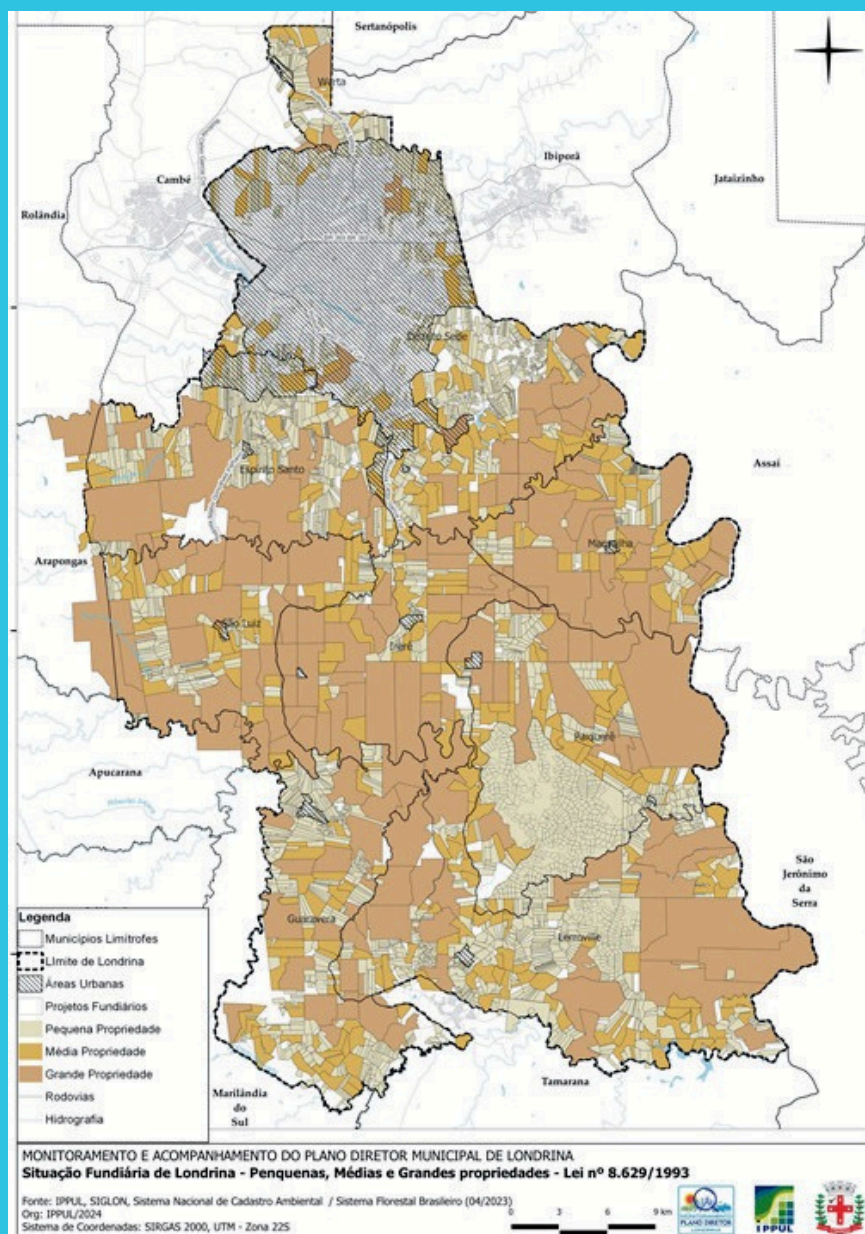 Sertanópolis
Warta
Ibiporã
Cambé
Jataizinho
Rolândia
Distrito Sede
Assaí
Espírito Santo
Maravilha
Arapongas
São Luiz
Irerê
Paiquerê
Apucarana
São
Jerônimo
da
Serra
Guaravera
Lerroville
Tamarana
Marilândia
do
Sul
Legenda
Municípios Limítrofes
Limite de Londrina
Áreas Urbanas
Projetos Fundiários
Pequena Propriedade
Média Propriedade
Grande Propriedade
Rodovias
Hidrografia
MONITORAMENTO E ACOMPANHAMENTO DO PLANO DIRETOR MUNICIPAL DE LONDRINA
Situação Fundiária de Londrina - Penquenas, Médias e Grandes propriedades - Lei nº 8.629/1993
Fonte: IPPUL, SIGLON, Sistema Nacional de Cadastro Ambiental / Sistema Florestal Brasileiro (04/2023)
Org: IPPUL/2024
Sistema de Coordenadas: SIRGAS 2000, UTM - Zona 22S
0 3 6 9 km
PLANO DIRETOR
IPPUL